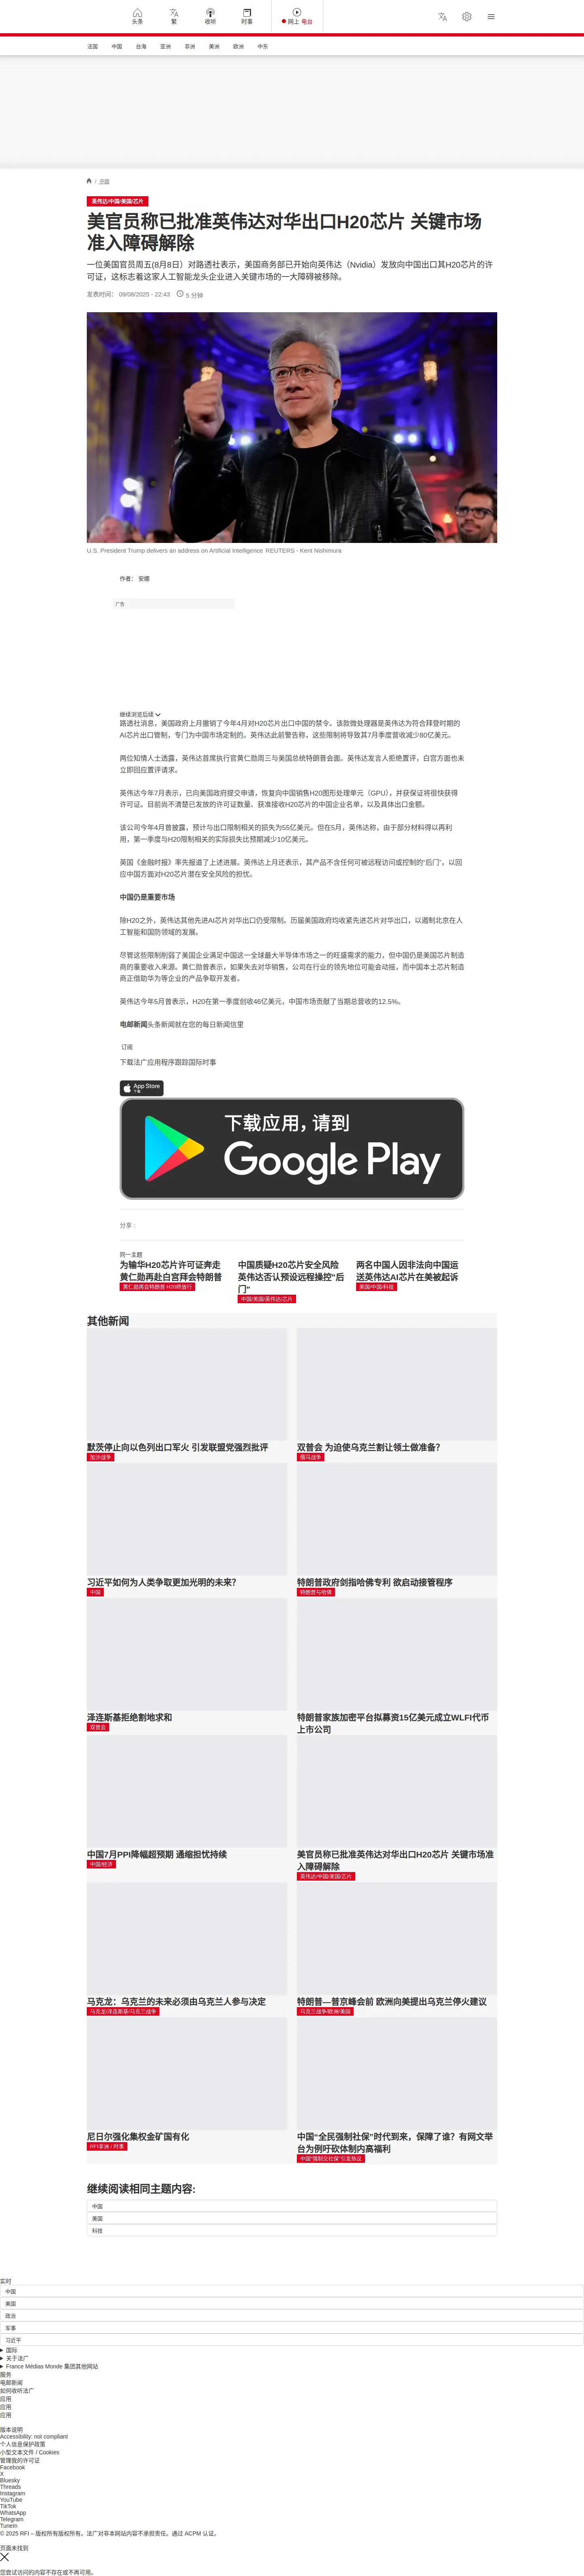 头条
繁
收听
时事
网上 电台
法国 中国 台海 亚洲 非洲 美洲 欧洲 中东
/ 中国
英伟达/中国/美国/芯片
美官员称已批准英伟达对华出口H20芯片 关键市场
准入障碍解除
一位美国官员周五(8月8日）对路透社表示，美国商务部已开始向英伟达（Nvidia）发放向中国出口其H20芯片的许
可证，这标志着这家人工智能龙头企业进入关键市场的一大障碍被移除。
发表时间： 09/08/2025 - 22:43 5 分钟
U.S. President Trump delivers an address on Artificial Intelligence REUTERS - Kent Nishimura
作者： 安娜
广告
继续浏览后续
路透社消息，美国政府上月撤销了今年4月对H20芯片出口中国的禁令。该款微处理器是英伟达为符合拜登时期的
AI芯片出口管制，专门为中国市场定制的。英伟达此前警告称，这些限制将导致其7月季度营收减少80亿美元。
两位知情人士透露，英伟达首席执行官黄仁勋周三与美国总统特朗普会面。英伟达发言人拒绝置评，白宫方面也未
立即回应置评请求。
英伟达今年7月表示，已向美国政府提交申请，恢复向中国销售H20图形处理单元（GPU），并获保证将很快获得
许可证。目前尚不清楚已发放的许可证数量、获准接收H20芯片的中国企业名单，以及具体出口金额。
该公司今年4月曾披露，预计与出口限制相关的损失为55亿美元。但在5月，英伟达称，由于部分材料得以再利
用，第一季度与H20限制相关的实际损失比预期减少10亿美元。
英国《金融时报》率先报道了上述进展。英伟达上月还表示，其产品不含任何可被远程访问或控制的“后门”，以回
应中国方面对H20芯片潜在安全风险的担忧。
中国仍是重要市场
除H20之外，英伟达其他先进AI芯片对华出口仍受限制。历届美国政府均收紧先进芯片对华出口，以遏制北京在人
工智能和国防领域的发展。
尽管这些限制削弱了美国企业满足中国这一全球最大半导体市场之一的旺盛需求的能力，但中国仍是美国芯片制造
商的重要收入来源。黄仁勋曾表示，如果失去对华销售，公司在行业的领先地位可能会动摇，而中国本土芯片制造
商正借助华为等企业的产品争取开发者。
英伟达今年5月曾表示，H20在第一季度创收46亿美元，中国市场贡献了当期总营收的12.5%。
电邮新闻头条新闻就在您的每日新闻信里
订阅
下载法广应用程序跟踪国际时事
App Store
下载
下载应用，请到
Google Play
分享 :
同一主题
为输华H20芯片许可证奔走
黄仁勋再赴白宫拜会特朗普
黄仁勋再会特朗普 H20终放行
中国质疑H20芯片安全风险
英伟达否认预设远程操控"后
门"
中国/美国/英伟达/芯片
两名中国人因非法向中国运
送英伟达AI芯片在美被起诉
美国/中国/科技
其他新闻
默茨停止向以色列出口军火 引发联盟党强烈批评
加沙战争
双普会 为迫使乌克兰割让领土做准备?
俄乌战争
习近平如何为人类争取更加光明的未来?
中国
特朗普政府剑指哈佛专利 欲启动接管程序
特朗普与哈佛
泽连斯基拒绝割地求和
双普会
特朗普家族加密平台拟募资15亿美元成立WLFI代币
上市公司
中国7月PPI降幅超预期 通缩担忧持续
中国/经济
美官员称已批准英伟达对华出口H20芯片 关键市场准
入障碍解除
英伟达/中国/美国/芯片
马克龙：乌克兰的未来必须由乌克兰人参与决定
马克龙/泽连斯基/乌克兰战争
特朗普—普京峰会前 欧洲向美提出乌克兰停火建议
乌克兰战争/欧洲/美国
尼日尔强化集权金矿国有化
RFI非洲 / 时事
中国“全民强制社保”时代到来，保障了谁？有网文举
台为例吁砍体制内高福利
中国“强制交社保”引发热议
继续阅读相同主题内容:
中国
美国
科技
实时
中国
美国
政治
军事
习近平
国际
关于法广
France Médias Monde 集团其他网站
服务
电邮新闻
如何收听法广
应用
应用
应用
版本说明
Accessibility: not compliant
个人信息保护政策
小型文本文件 / Cookies
管理我的许可证
Facebook
X
Bluesky
Threads
Instagram
YouTube
TikTok
WhatsApp
Telegram
TuneIn
© 2025 RFI – 版权所有版权所有。法广对非本网站内容不承担责任。通过 ACPM 认证。
页面未找到
您尝试访问的内容不存在或不再可用。